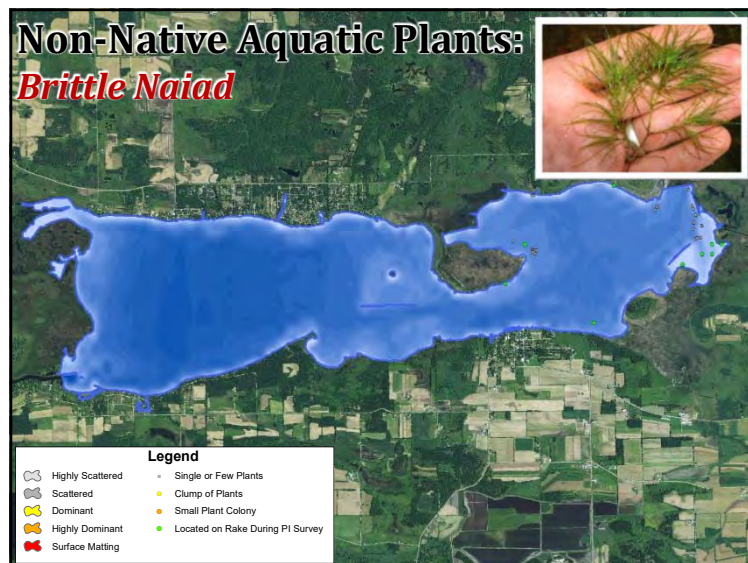 Non-Native Aquatic Plants:
Brittle Naiad
Legend
Highly Scattered
Scattered
Dominant
Highly Dominant
Surface Matting
Single or Few Plants
Clump of Plants
Small Plant Colony
Located on Rake During PI Survey